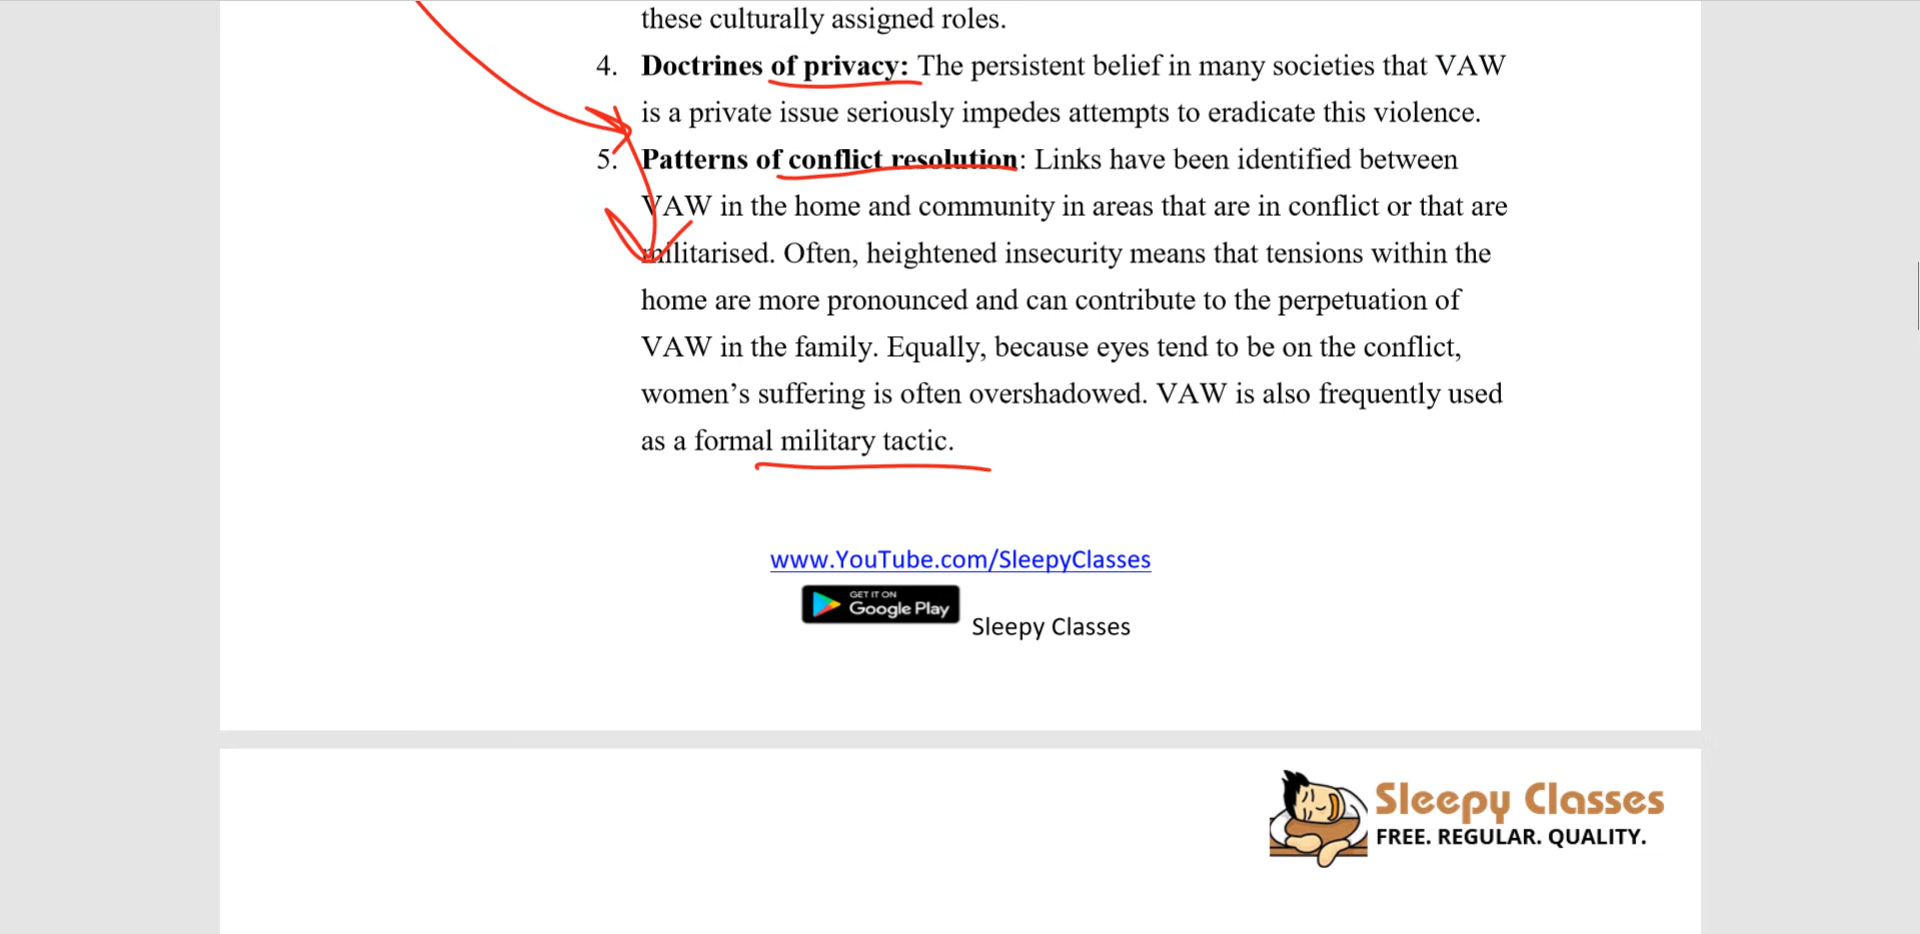 these culturally assigned roles.
4. Doctrines of privacy: The persistent belief in many societies that VAW
is a private issue seriously impedes attempts to eradicate this violence.
5. Patterns of conflict resolution: Links have been identified between
VAW in the home and community in areas that are in conflict or that are
militarised. Often, heightened insecurity means that tensions within the
home are more pronounced and can contribute to the perpetuation of
VAW in the family. Equally, because eyes tend to be on the conflict,
women’s suffering is often overshadowed. VAW is also frequently used
as a formal military tactic.
www.YouTube.com/SleepyClasses
GET IT ON
Google Play
Sleepy Classes
Sleepy Classes
FREE. REGULAR. QUALITY.